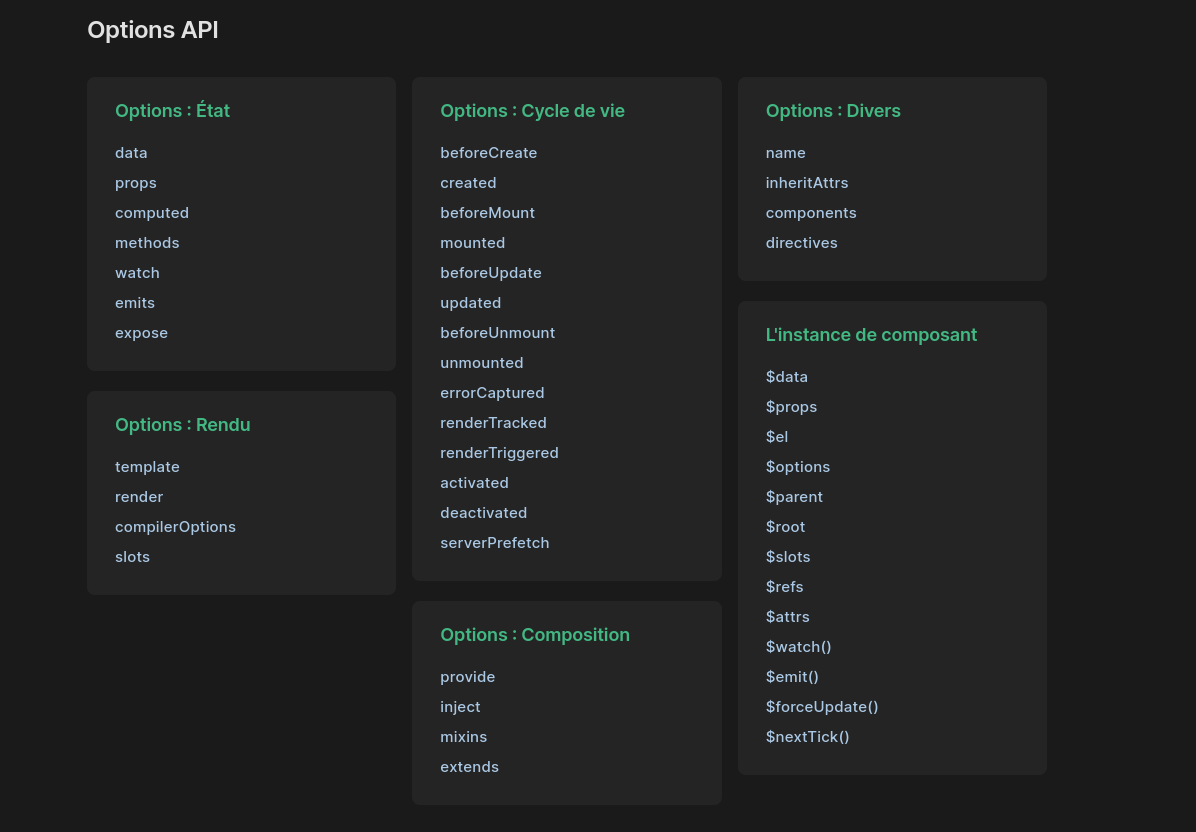 Options API
Options : État
data
props
computed
methods
watch
emits
expose
Options : Rendu
template
render
compilerOptions
slots
Options : Cycle de vie
beforeCreate
created
beforeMount
mounted
beforeUpdate
updated
beforeUnmount
unmounted
errorCaptured
renderTracked
renderTriggered
activated
deactivated
serverPrefetch
Options : Composition
provide
inject
mixins
extends
Options : Divers
name
inheritAttrs
components
directives
L'instance de composant
$data
$props
$el
$options
$parent
$root
$slots
$refs
$attrs
$watch()
$emit()
$forceUpdate()
$nextTick()